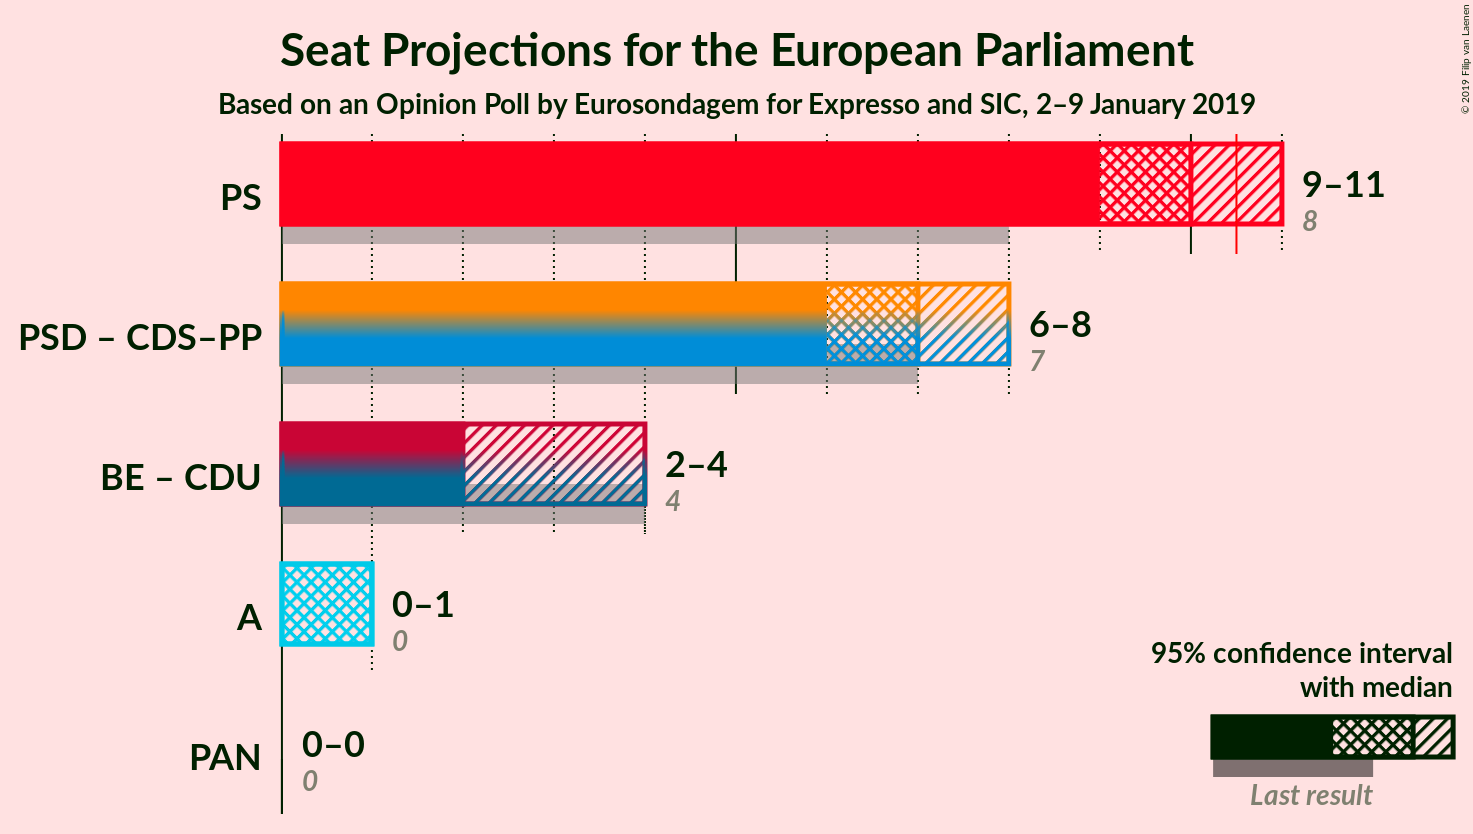 Seat Projections for the European Parliament
Based on an Opinion Poll by Eurosondagem for Expresso and SIC, 2–9 January 2019
© 2019 Filip van Laenen
PS
9–11
8
PSD – CDS–PP
6–8
7
BE – CDU
2–4
4
A
0–1
0
PAN
0–0
0
95% confidence interval
with median
Last result